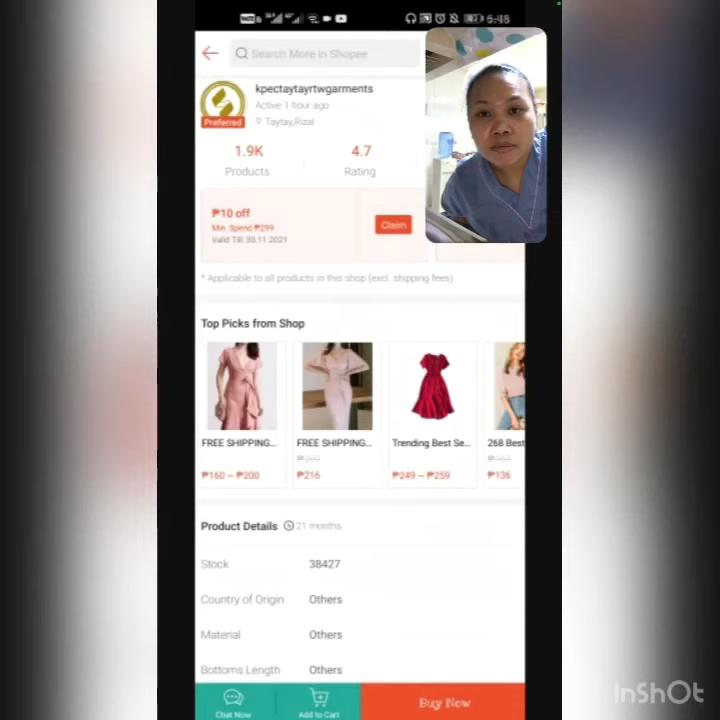 6:48
Search More in Shopee
kpectaytayrtwgarments
Active 1 hour ago
Taytay,Rizal
Preferred
1.9K
4.7
Products
Rating
₱10 off
Min. Spend ₱299
Valid Till: 30.11.2021
Claim
* Applicable to all products in this shop (excl. shipping fees)
Top Picks from Shop
FREE SHIPPING...
FREE SHIPPING...
Trending Best Se...
268 Best
₱160 ~ ₱200
₱216
₱249 ~ ₱259
₱136
Product Details
21 months
Stock
38427
Country of Origin
Others
Material
Others
Bottoms Length
Others
Chat Now
Add to Cart
Buy Now
InShOt